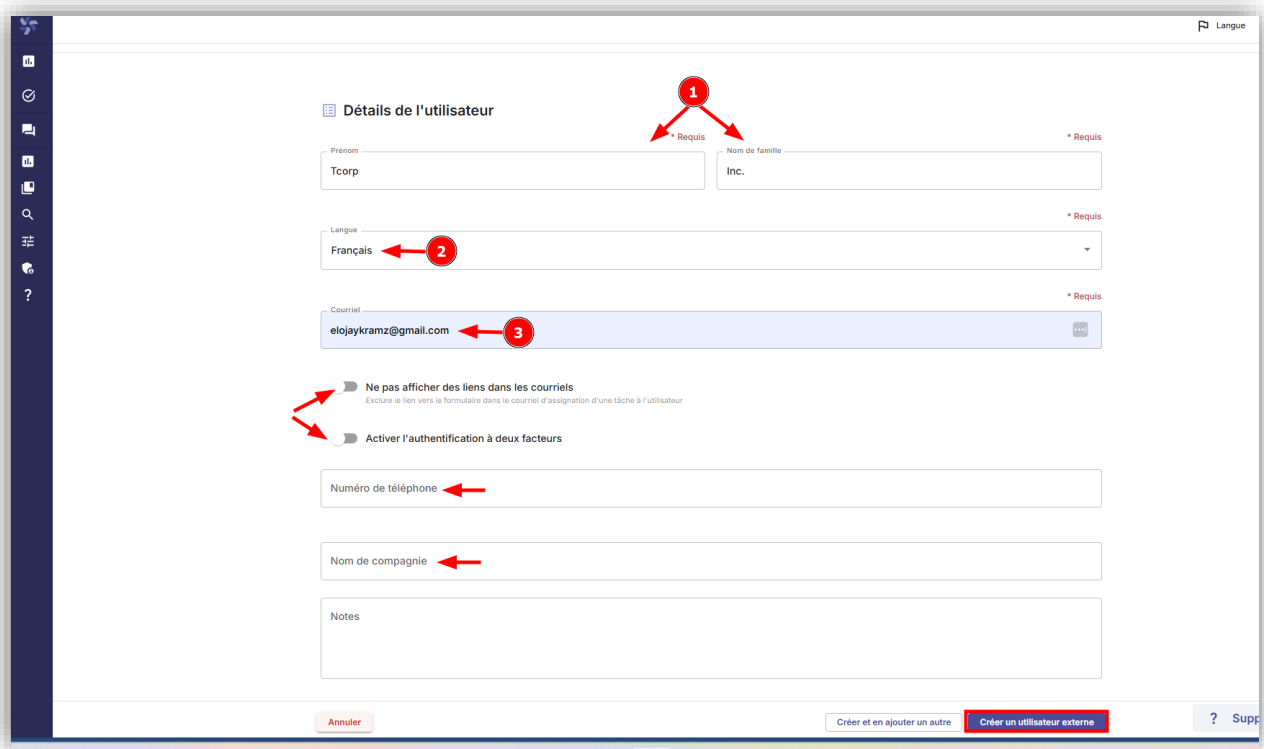 Langue
1
Détails de l'utilisateur
* Requis
* Requis
Prénom
Nom de famille
Tcorp
Inc.
* Requis
Langue
Français
2
* Requis
Courriel
elojaykramz@gmail.com
3
Ne pas afficher des liens dans les courriels
Exclure le lien vers le formulaire dans le courriel d'assignation d'une tâche à l'utilisateur
Activer l'authentification à deux facteurs
?
Numéro de téléphone
Nom de compagnie
Notes
Annuler
Créer et en ajouter un autre
Créer un utilisateur externe
? Supp